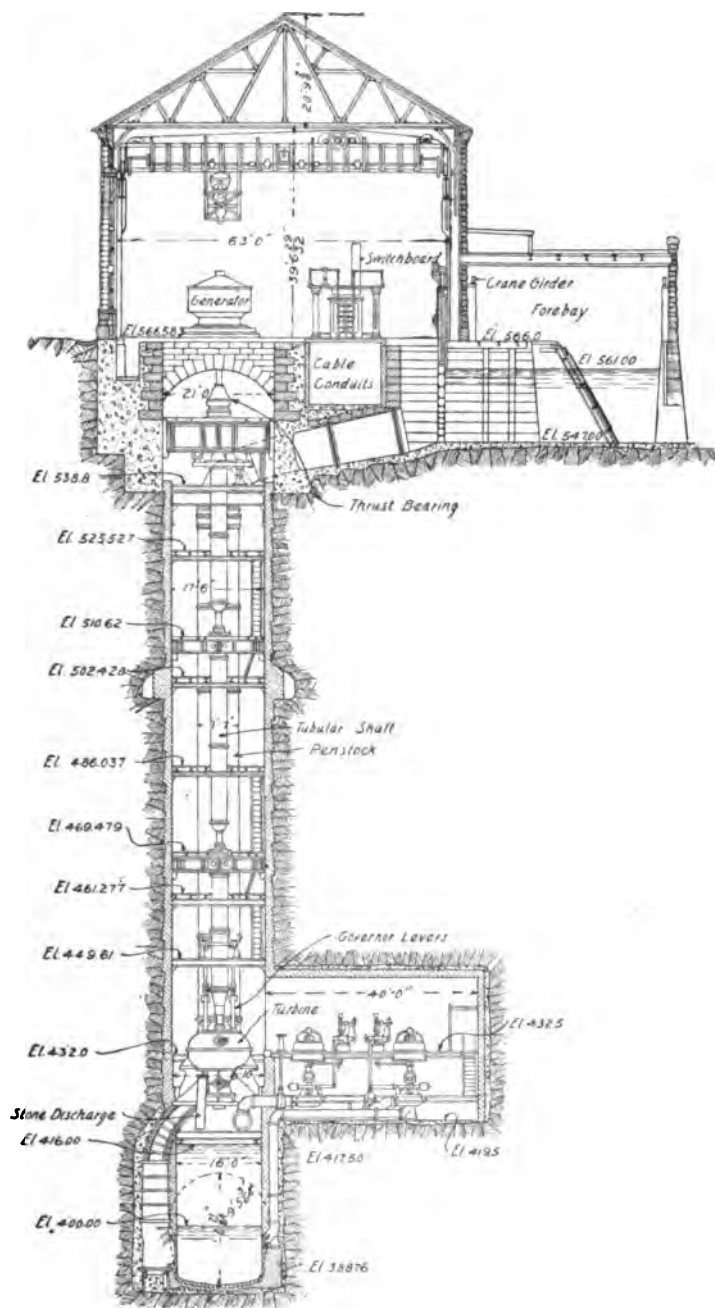 63'0"
Switchboard
Crane Girder
Forebay
Generator
El. 566.58
El. 566.0
El. 561.00
Cable
Conduits
21'0"
El. 547.00
El. 538.8
Thrust Bearing
El. 525.527
17'-6"
El 510.62
El. 502.428
Tubular Shaft
Penstock
El. 486.037
El. 469.479
El. 461.277
Governor Levers
El 449.61
40'-0"
Turbine
El. 432.5
El. 432.0
Stone Discharge
El 416.00
El 417.50
El. 419.5
16'0"
El. 400.00
El 388.76